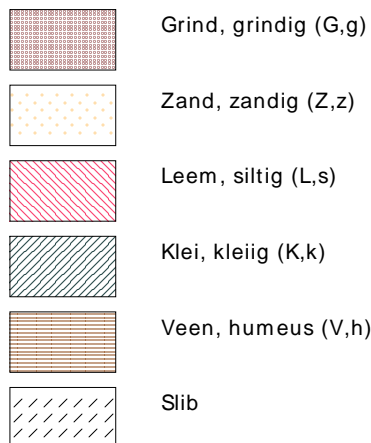 Grind, grindig (G,g)
Zand, zandig (Z,z)
Leem, siltig (L,s)
Klei, kleiig (K,k)
Veen, humeus (V,h)
Slib